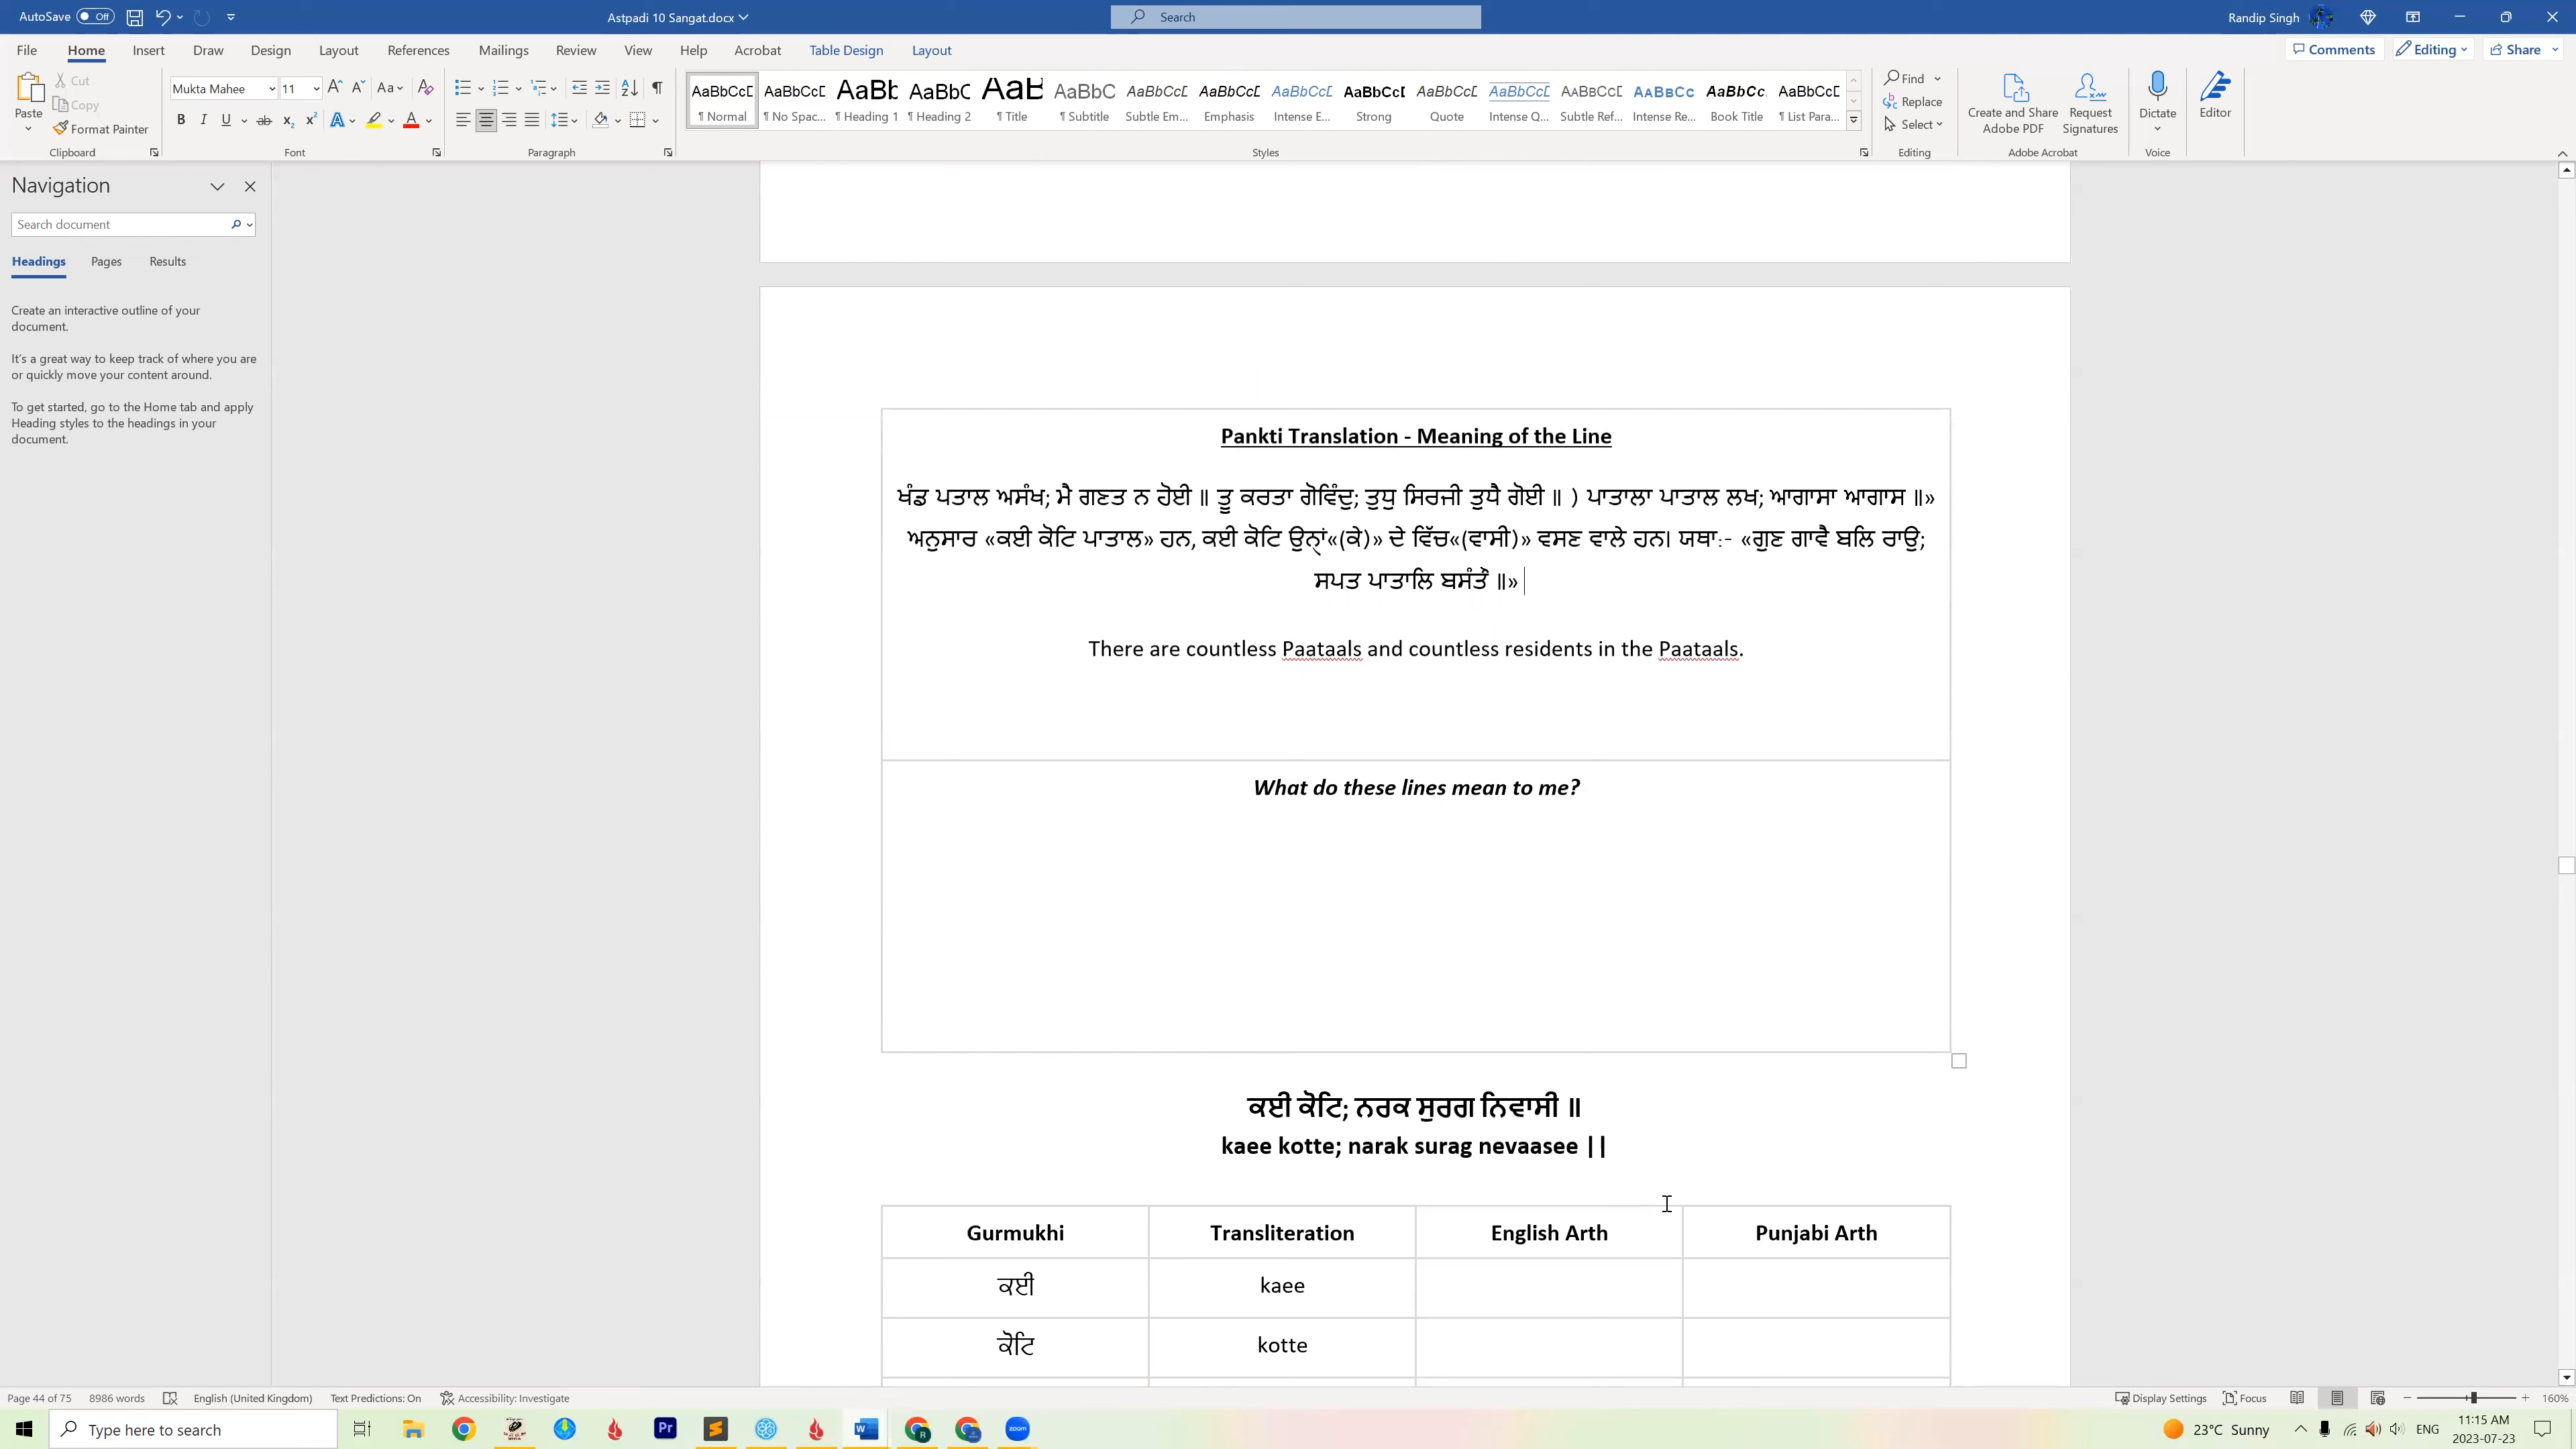 AutoSave Off
Astpadi 10 Sangat.docx
Search
Randip Singh
File Home Insert Draw Design Layout References Mailings Review View Help Acrobat Table Design Layout
Comments Editing Share
Paste
Cut
Copy
Format Painter
Clipboard
Mukta Mahee 11
Font
Paragraph
AaBbCcD AaBbCcD AaBb AaBbC AaB AaBbC AaBbCcD AaBbCcD AaBbCcD AaBbCcD AaBbCcD AaBbCcD AaBbCcD AaBbCc AaBbCc AaBbCcD
¶ Normal ¶ No Spac... ¶ Heading 1 ¶ Heading 2 ¶ Title ¶ Subtitle Subtle Em... Emphasis Intense E... Strong Quote Intense Q... Subtle Ref... Intense Re... Book Title ¶ List Para...
Styles
Find
Replace
Select
Editing
Create and Share Adobe PDF
Request Signatures
Adobe Acrobat
Dictate
Voice
Editor
Navigation
Search document
Headings Pages Results
Create an interactive outline of your
document.
It's a great way to keep track of where you are
or quickly move your content around.
To get started, go to the Home tab and apply
Heading styles to the headings in your
document.
Pankti Translation - Meaning of the Line
ਖੰਡ ਪਤਾਲ ਅਸੰਖ; ਮੈ ਗਣਤ ਨ ਹੋਈ ॥ ਤੂ ਕਰਤਾ ਗੋਵਿੰਦੁ; ਤੁਧੁ ਸਿਰਜੀ ਤੁਧੈ ਗੋਈ ॥ ) ਪਾਤਾਲਾ ਪਾਤਾਲ ਲਖ; ਆਗਾਸਾ ਆਗਾਸ ॥»
ਅਨੁਸਾਰ «ਕਈ ਕੋਟਿ ਪਾਤਾਲ» ਹਨ, ਕਈ ਕੋਟਿ ਉਨ੍ਹਾਂ«(ਕੇ)» ਦੇ ਵਿੱਚ«(ਵਾਸੀ)» ਵਸਣ ਵਾਲੇ ਹਨ। ਯਥਾ:- «ਗੁਣ ਗਾਵੈ ਬਲਿ ਰਾਉ;
ਸਪਤ ਪਾਤਾਲਿ ਬਸੰਤੌ ॥»
There are countless Paataals and countless residents in the Paataals.
What do these lines mean to me?
ਕਈ ਕੋਟਿ; ਨਰਕ ਸੁਰਗ ਨਿਵਾਸੀ ॥
kaee kotte; narak surag nevaasee ||
Gurmukhi Transliteration English Arth Punjabi Arth
ਕਈ kaee
ਕੋਟਿ kotte
Page 44 of 75 8986 words English (United Kingdom) Text Predictions: On Accessibility: Investigate
Display Settings Focus 160%
Type here to search
23°C Sunny
ENG
11:15 AM
2023-07-23